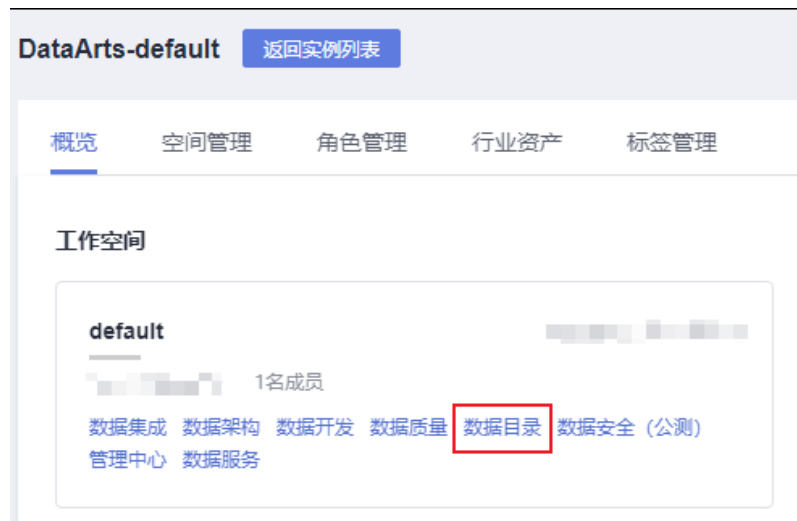 DataArts-default 返回实例列表
概览 空间管理 角色管理 行业资产 标签管理
工作空间
default
1名成员
数据集成 数据架构 数据开发 数据质量 数据目录 数据安全 (公测)
管理中心 数据服务